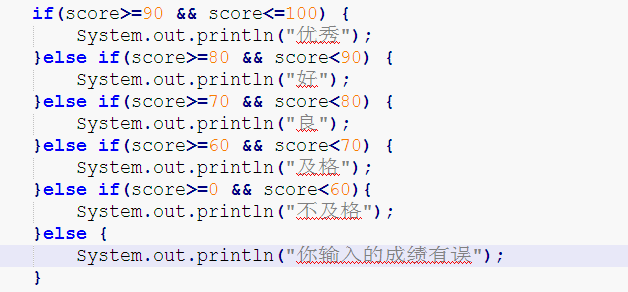 if(score>=90 && score<=100) {
    System.out.println("优秀");
}else if(score>=80 && score<90) {
    System.out.println("好");
}else if(score>=70 && score<80) {
    System.out.println("良");
}else if(score>=60 && score<70) {
    System.out.println("及格");
}else if(score>=0 && score<60){
    System.out.println("不及格");
}else {
    System.out.println("你输入的成绩有误");
}